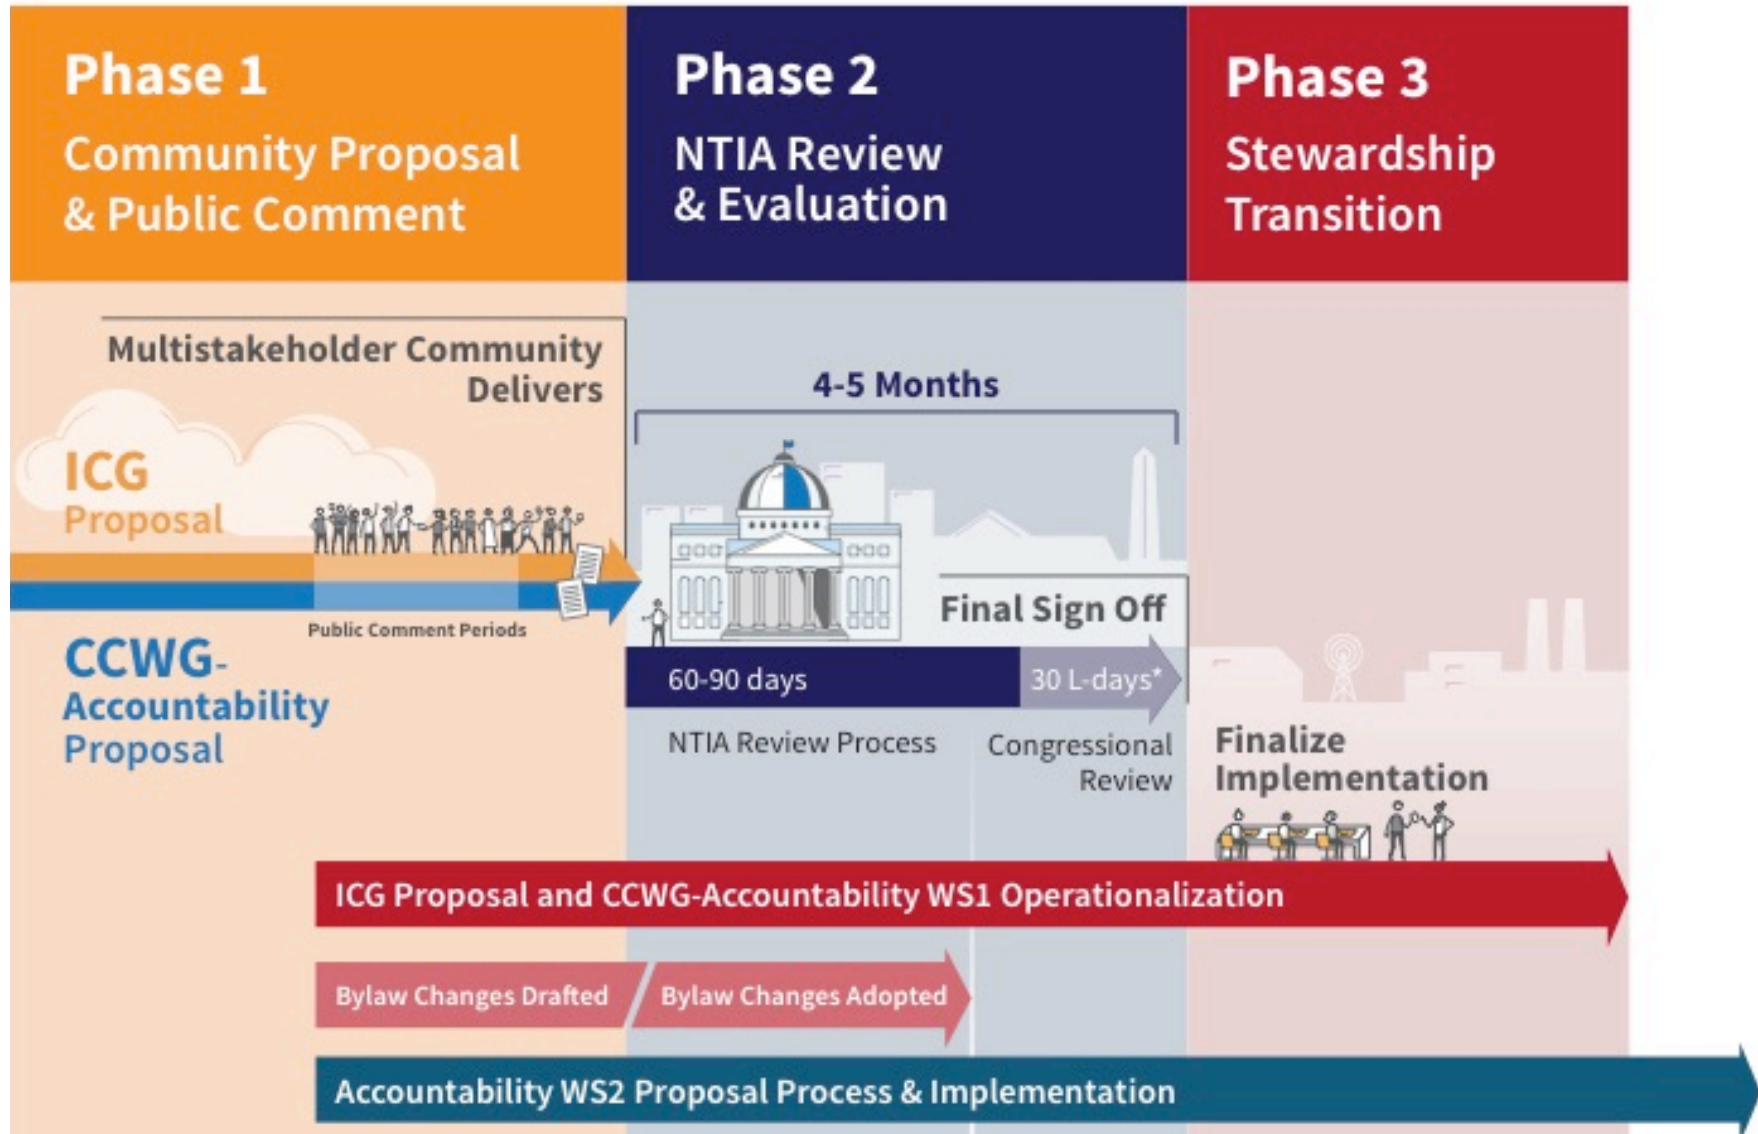 Phase 1
Community Proposal
& Public Comment
Phase 2
NTIA Review
& Evaluation
Phase 3
Stewardship
Transition
Multistakeholder Community
Delivers
ICG
Proposal
Public Comment Periods
CCWG-
Accountability
Proposal
4-5 Months
Final Sign Off
60-90 days
30 L-days*
NTIA Review Process
Congressional
Review
Finalize
Implementation
ICG Proposal and CCWG-Accountability WS1 Operationalization
Bylaw Changes Drafted
Bylaw Changes Adopted
Accountability WS2 Proposal Process & Implementation